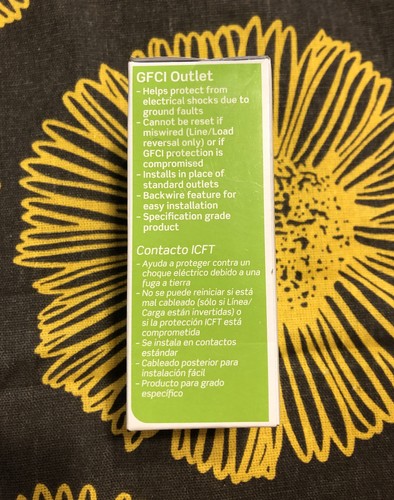 GFCI Outlet
- Helps protect from
electrical shocks due to
ground faults
- Cannot be reset if
miswired (Line/Load
reversal only) or if
GFCI protection is
compromised
- Installs in place of
standard outlets
- Backwire feature for
easy installation
- Specification grade
product
Contacto ICFT
- Ayuda a proteger contra un
choque eléctrico debido a una
fuga a tierra
- No se puede reiniciar si está
mal cableado (sólo si Línea/
Carga están invertidas) o
si la protección ICFT está
comprometida
- Se instala en contactos
estándar
- Cableado posterior para
instalación fácil
- Producto para grado
específico